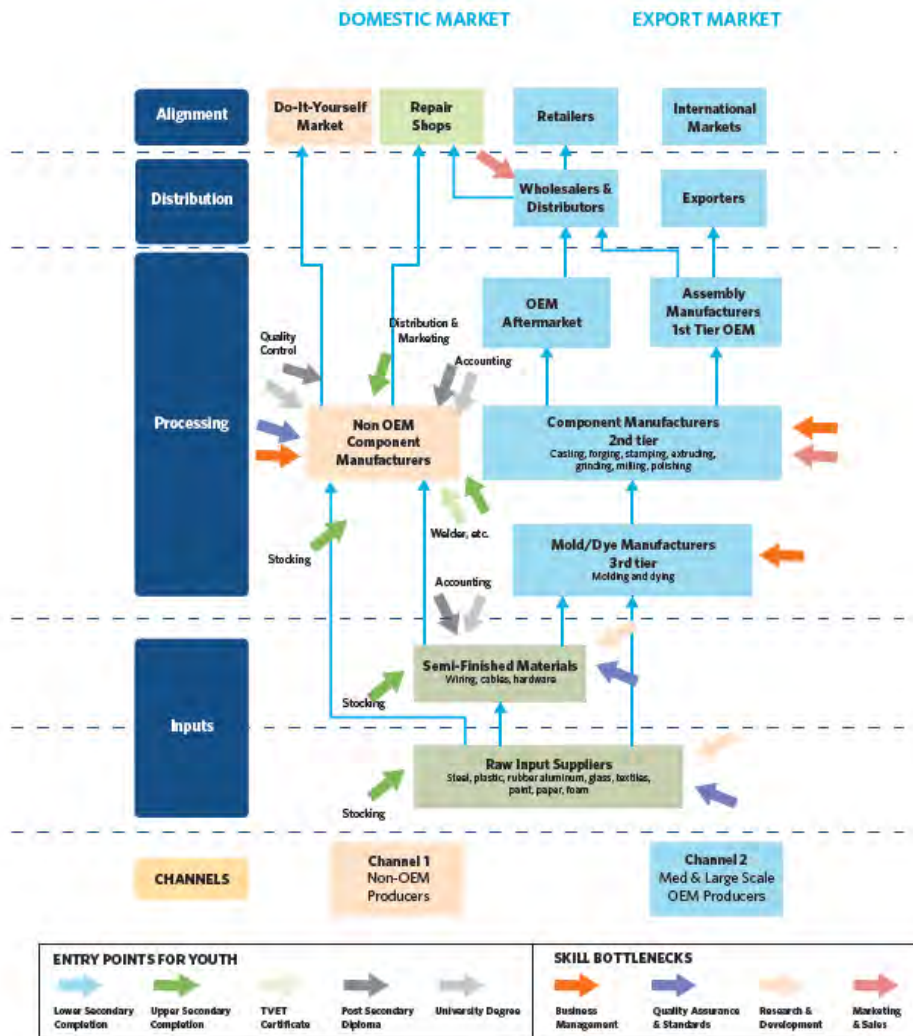 DOMESTIC MARKET
EXPORT MARKET
Alignment
Do-It-Yourself
Market
Repair
Shops
Retailers
International
Markets
Distribution
Wholesalers &
Distributors
Exporters
Processing
OEM
Aftermarket
Assembly
Manufacturers
1st Tier OEM
Quality
Control
Distribution &
Marketing
Accounting
Non OEM
Component
Manufacturers
Component Manufacturers
2nd tier
Casting, forging, stamping, extruding,
grinding, milling, polishing
Welder, etc.
Stocking
Mold/Dye Manufacturers
3rd tier
Molding and dying
Accounting
Inputs
Semi-Finished Materials
Wiring, cables, hardware
Stocking
Raw Input Suppliers
Steel, plastic, rubber aluminum, glass, textiles,
paint, paper, foam
Stocking
CHANNELS
Channel 1
Non-OEM
Producers
Channel 2
Med & Large Scale
OEM Producers
ENTRY POINTS FOR YOUTH
Lower Secondary
Completion
Upper Secondary
Completion
TVET
Certificate
Post Secondary
Diploma
University Degree
SKILL BOTTLENECKS
Business
Management
Quality Assurance
& Standards
Research &
Development
Marketing
& Sales